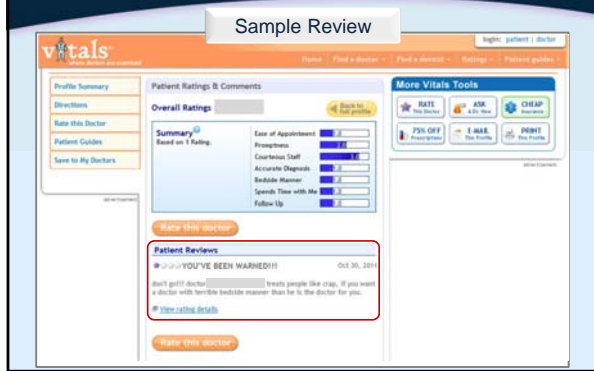 Sample Review
login: patient | doctor
vitals
where doctors are examined
Home Find a doctor Find a dentist Ratings Patient guides
Profile Summary
Directions
Rate this Doctor
Patient Guides
Save to My Doctors
advertisement
Patient Ratings & Comments
Overall Ratings
Back to
full profile
Summary
Based on 1 Rating.
Ease of Appointment
Promptness
Courteous Staff
Accurate Diagnosis
Bedside Manner
Spends Time with Me
Follow Up
Rate this doctor
Patient Reviews
YOU'VE BEEN WARNED!!! Oct 30, 2011
don't go!!! doctor treats people like crap, if you want
a doctor with terrible bedside manner than he is the doctor for you.
View rating details
Rate this doctor
More Vitals Tools
RATE
This Doctor
ASK
A Dr. Now
CHEAP
Insurance
75% OFF
Prescription
E-MAIL
This Profile
PRINT
This Profile
advertisement